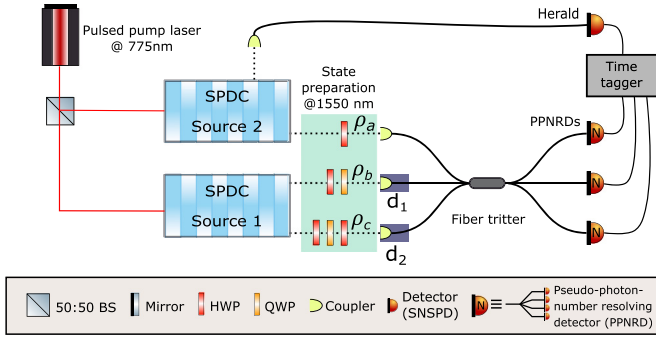 Pulsed pump laser
@ 775nm
Herald
Time
tagger
State
preparation
@1550 nm
SPDC
Source 2
ρa
PPNRDs
N
SPDC
Source 1
ρb
d1
N
Fiber tritter
ρc
d2
N
50:50 BS
Mirror
HWP
QWP
Coupler
Detector
(SNSPD)
N
≡
Pseudo-photon-
number resolving
detector (PPNRD)